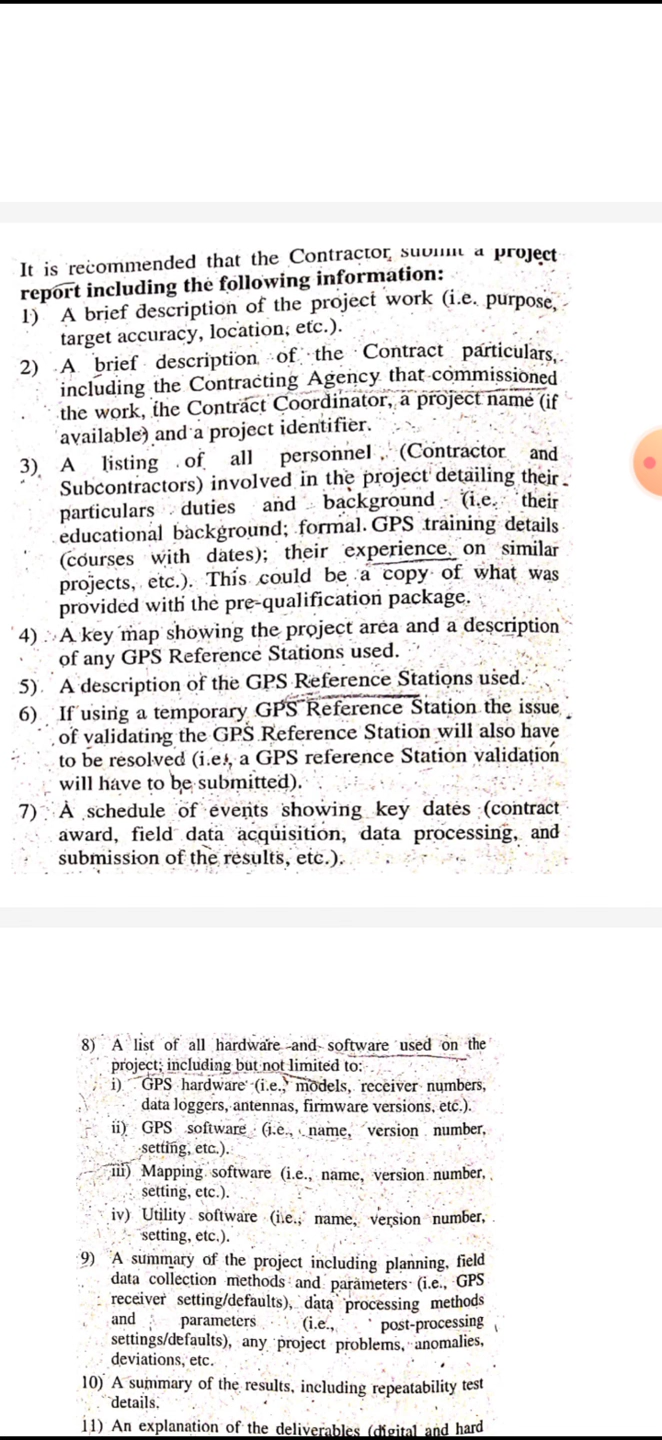 It is recommended that the Contractor, submit a project
report including the following information:
1) A brief description of the project work (i.e. purpose,
target accuracy, location, etc.).
2) A brief description of the Contract particulars,
including the Contracting Agency that commissioned
the work, the Contract Coordinator, a project name (if
available) and a project identifier.
3) A listing of all personnel (Contractor and
Subcontractors) involved in the project detailing their
particulars duties and background (i.e. their
educational background; formal. GPS training details
(courses with dates); their experience on similar
projects, etc.). This could be a copy of what was
provided with the pre-qualification package.
4) A key map showing the project area and a description
of any GPS Reference Stations used.
5) A description of the GPS Reference Stations used.
6) If using a temporary GPS Reference Station the issue
of validating the GPS Reference Station will also have
to be resolved (i.e., a GPS reference Station validation
will have to be submitted).
7) A schedule of events showing key dates (contract
award, field data acquisition, data processing, and
submission of the results, etc.).
8) A list of all hardware and software used on the
project; including but not limited to:
i) GPS hardware (i.e., models, receiver numbers,
data loggers, antennas, firmware versions, etc.).
ii) GPS software (i.e., name, version number,
setting, etc.).
iii) Mapping software (i.e., name, version number,
setting, etc.).
iv) Utility software (i.e., name, version number,
setting, etc.).
9) A summary of the project including planning, field
data collection methods and parameters (i.e., GPS
receiver setting/defaults), data processing methods
and parameters (i.e., post-processing
settings/defaults), any project problems, anomalies,
deviations, etc.
10) A summary of the results, including repeatability test
details.
11) An explanation of the deliverables (digital and hard